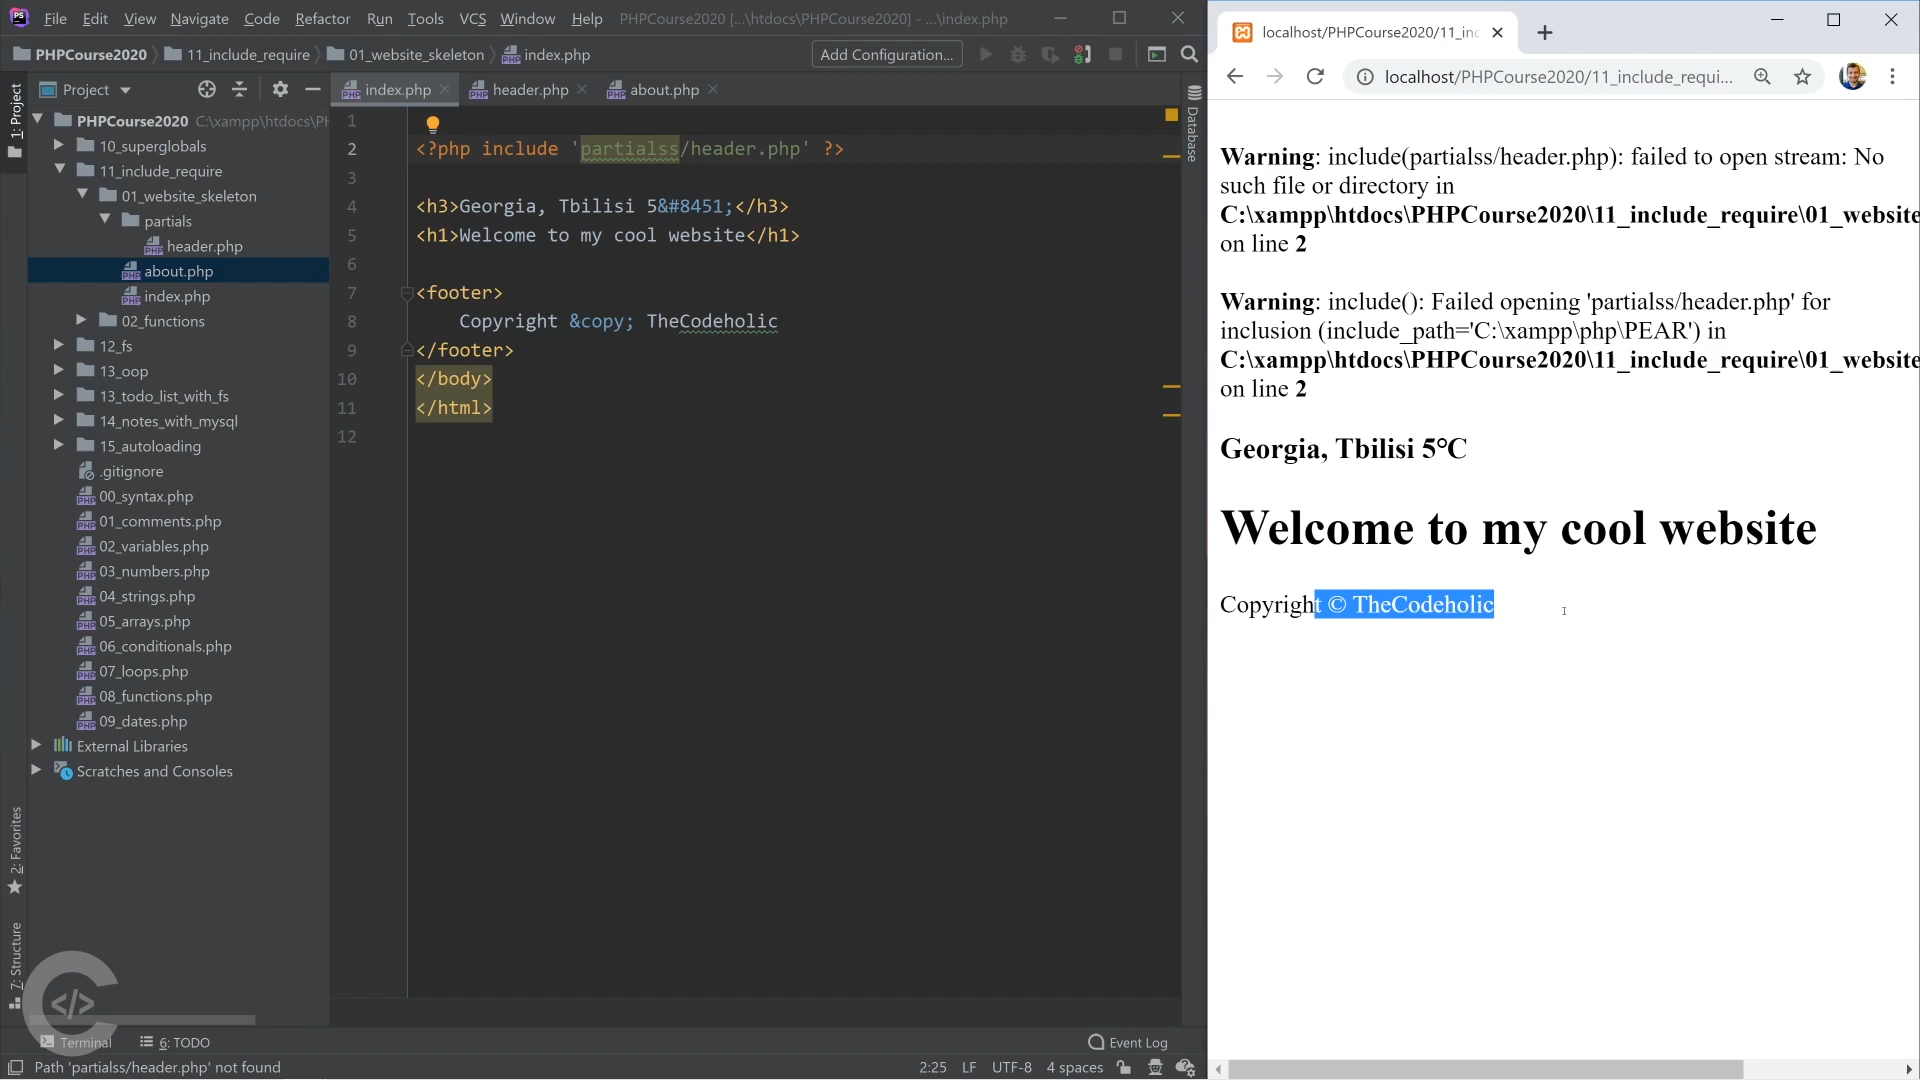 File Edit View Navigate Code Refactor Run Tools VCS Window Help PHPCourse2020 [...\htdocs\PHPCourse2020] - ...\index.php
PHPCourse2020 11_include_require 01_website_skeleton index.php Add Configuration...
1: Project
Project
index.php header.php about.php
PHPCourse2020 C:\xampp\htdocs\PH
10_superglobals
11_include_require
01_website_skeleton
partials
header.php
about.php
index.php
02_functions
12_fs
13_oop
13_todo_list_with_fs
14_notes_with_mysql
15_autoloading
.gitignore
00_syntax.php
01_comments.php
02_variables.php
03_numbers.php
04_strings.php
05_arrays.php
06_conditionals.php
07_loops.php
08_functions.php
09_dates.php
External Libraries
Scratches and Consoles
2: Favorites
7: Structure
1
2 <?php include 'partialss/header.php' ?>
3
4 <h3>Georgia, Tbilisi 5&#8451;</h3>
5 <h1>Welcome to my cool website</h1>
6
7 <footer>
8 Copyright &copy; TheCodeholic
9 </footer>
10 </body>
11 </html>
12
Database
Terminal 6: TODO Event Log
Path 'partialss/header.php' not found 2:25 LF UTF-8 4 spaces
localhost/PHPCourse2020/11_inc
localhost/PHPCourse2020/11_include_requi...
Warning: include(partialss/header.php): failed to open stream: No
such file or directory in
C:\xampp\htdocs\PHPCourse2020\11_include_require\01_website
on line 2
Warning: include(): Failed opening 'partialss/header.php' for
inclusion (include_path='C:\xampp\php\PEAR') in
C:\xampp\htdocs\PHPCourse2020\11_include_require\01_website
on line 2
Georgia, Tbilisi 5℃
Welcome to my cool website
Copyright © TheCodeholic